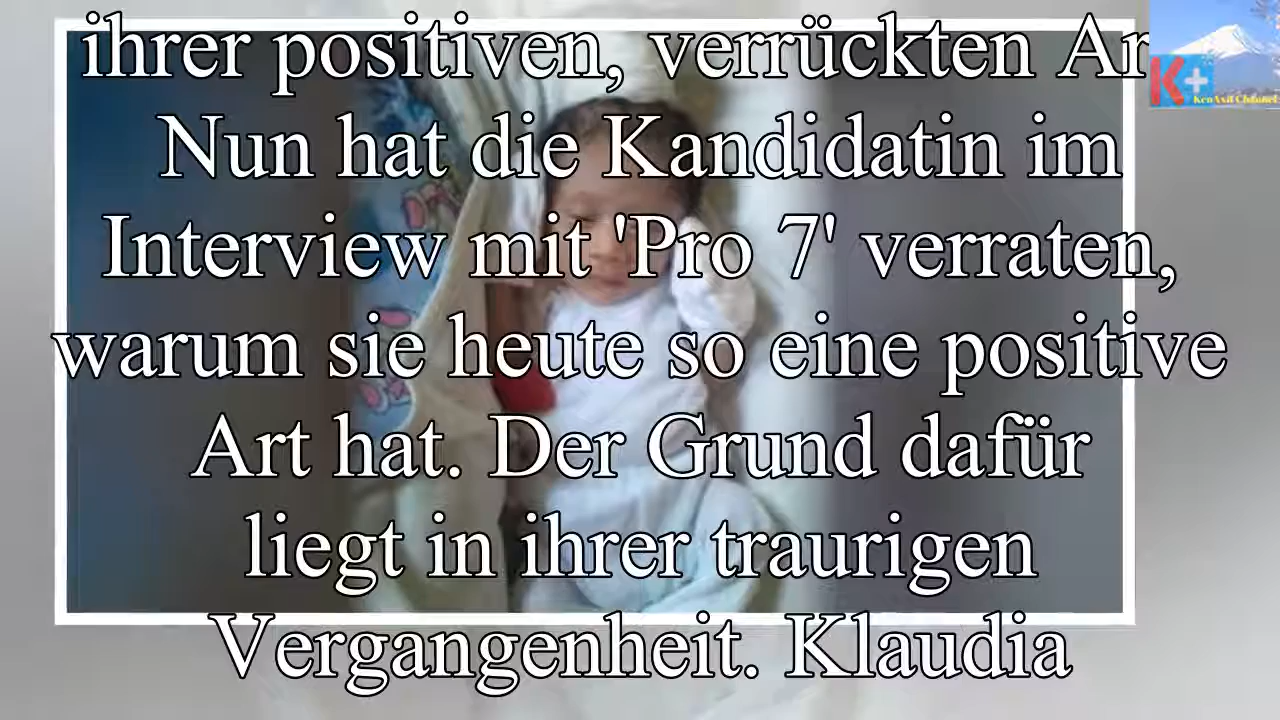 ihrer positiven, verrückten Ar
Nun hat die Kandidatin im
Interview mit 'Pro 7' verraten,
warum sie heute so eine positive
Art hat. Der Grund dafür
liegt in ihrer traurigen
Vergangenheit. Klaudia
K+